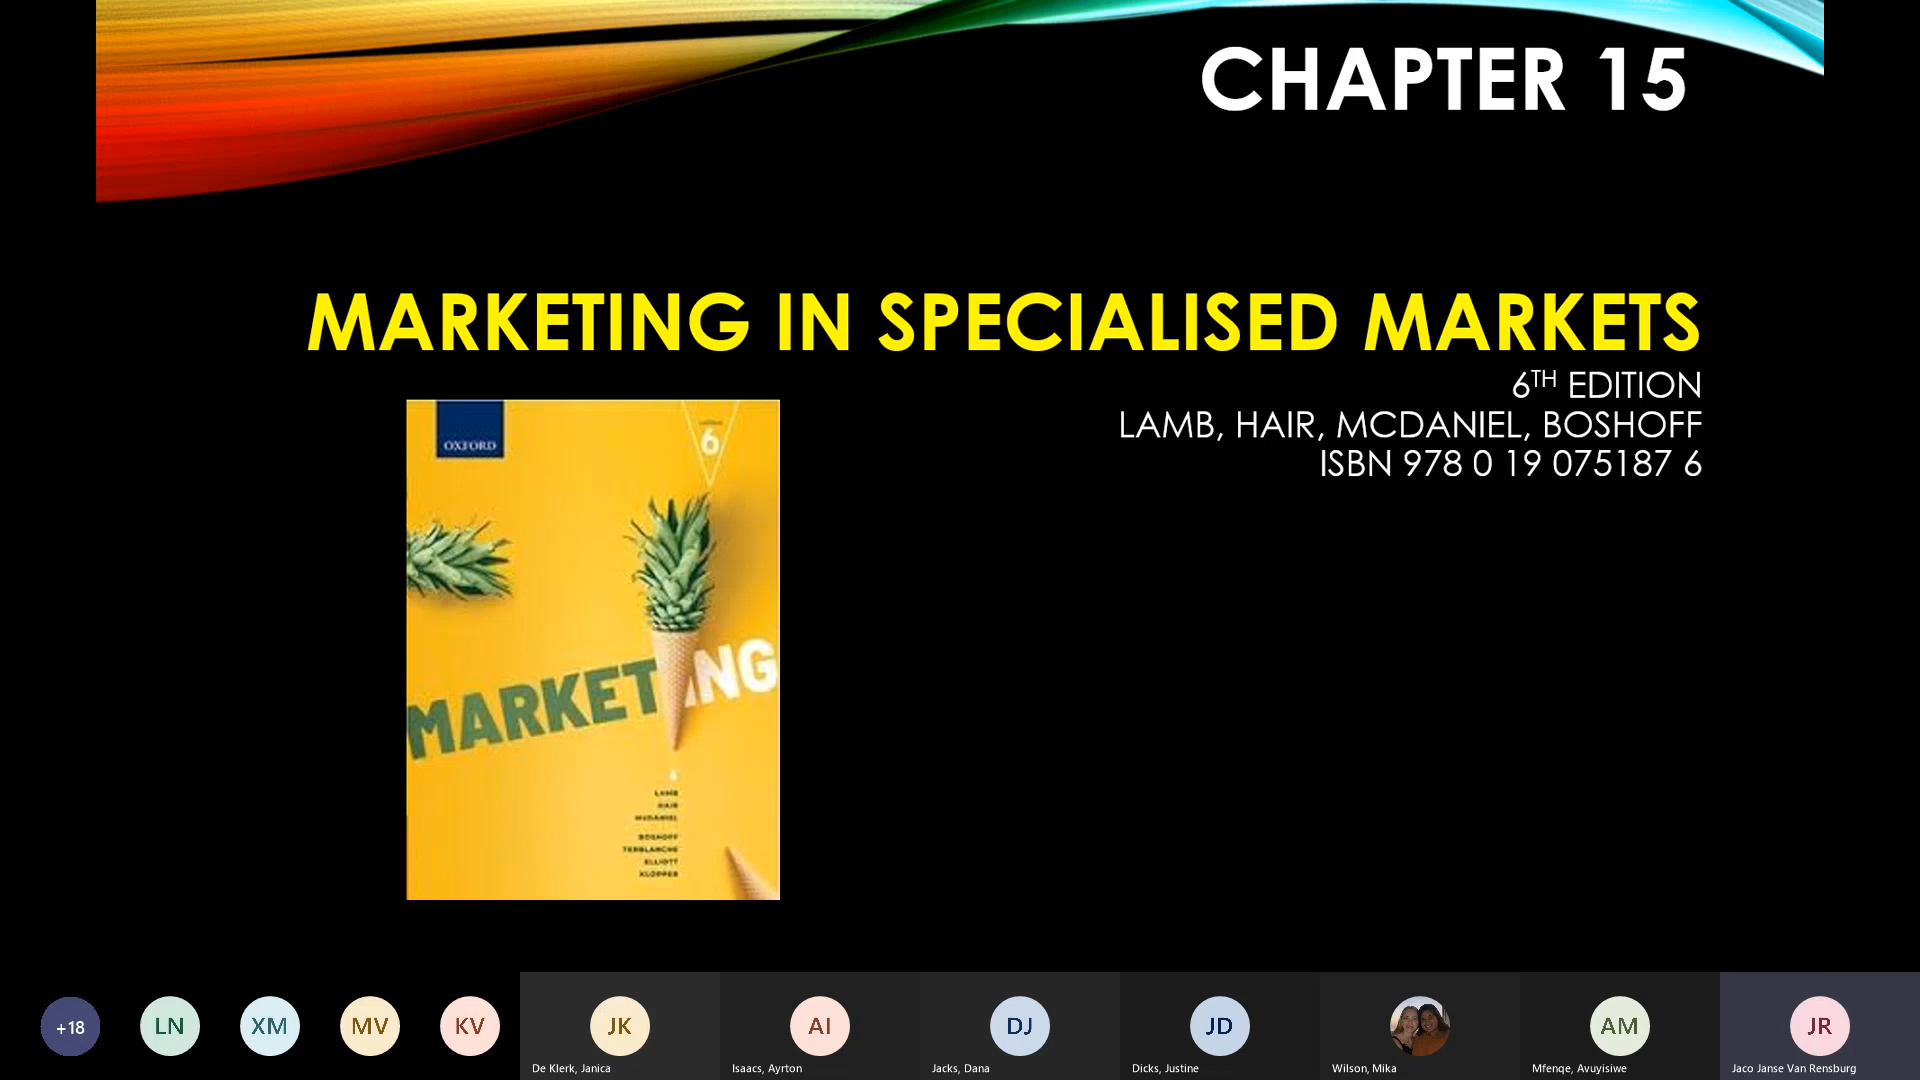 CHAPTER 15
MARKETING IN SPECIALISED MARKETS
6TH EDITION
LAMB, HAIR, MCDANIEL, BOSHOFF
ISBN 978 0 19 075187 6
OXFORD
edition
6
MARKETING
LAMB
HAIR
McDANIEL
BOSHOFF
TERBLANCHE
ELLIOTT
KLOPPER
+18
LN
XM
MV
KV
JK
AI
DJ
JD
AM
JR
De Klerk, Janica
Isaacs, Ayrton
Jacks, Dana
Dicks, Justine
Wilson, Mika
Mfenqe, Avuyisiwe
Jaco Janse Van Rensburg